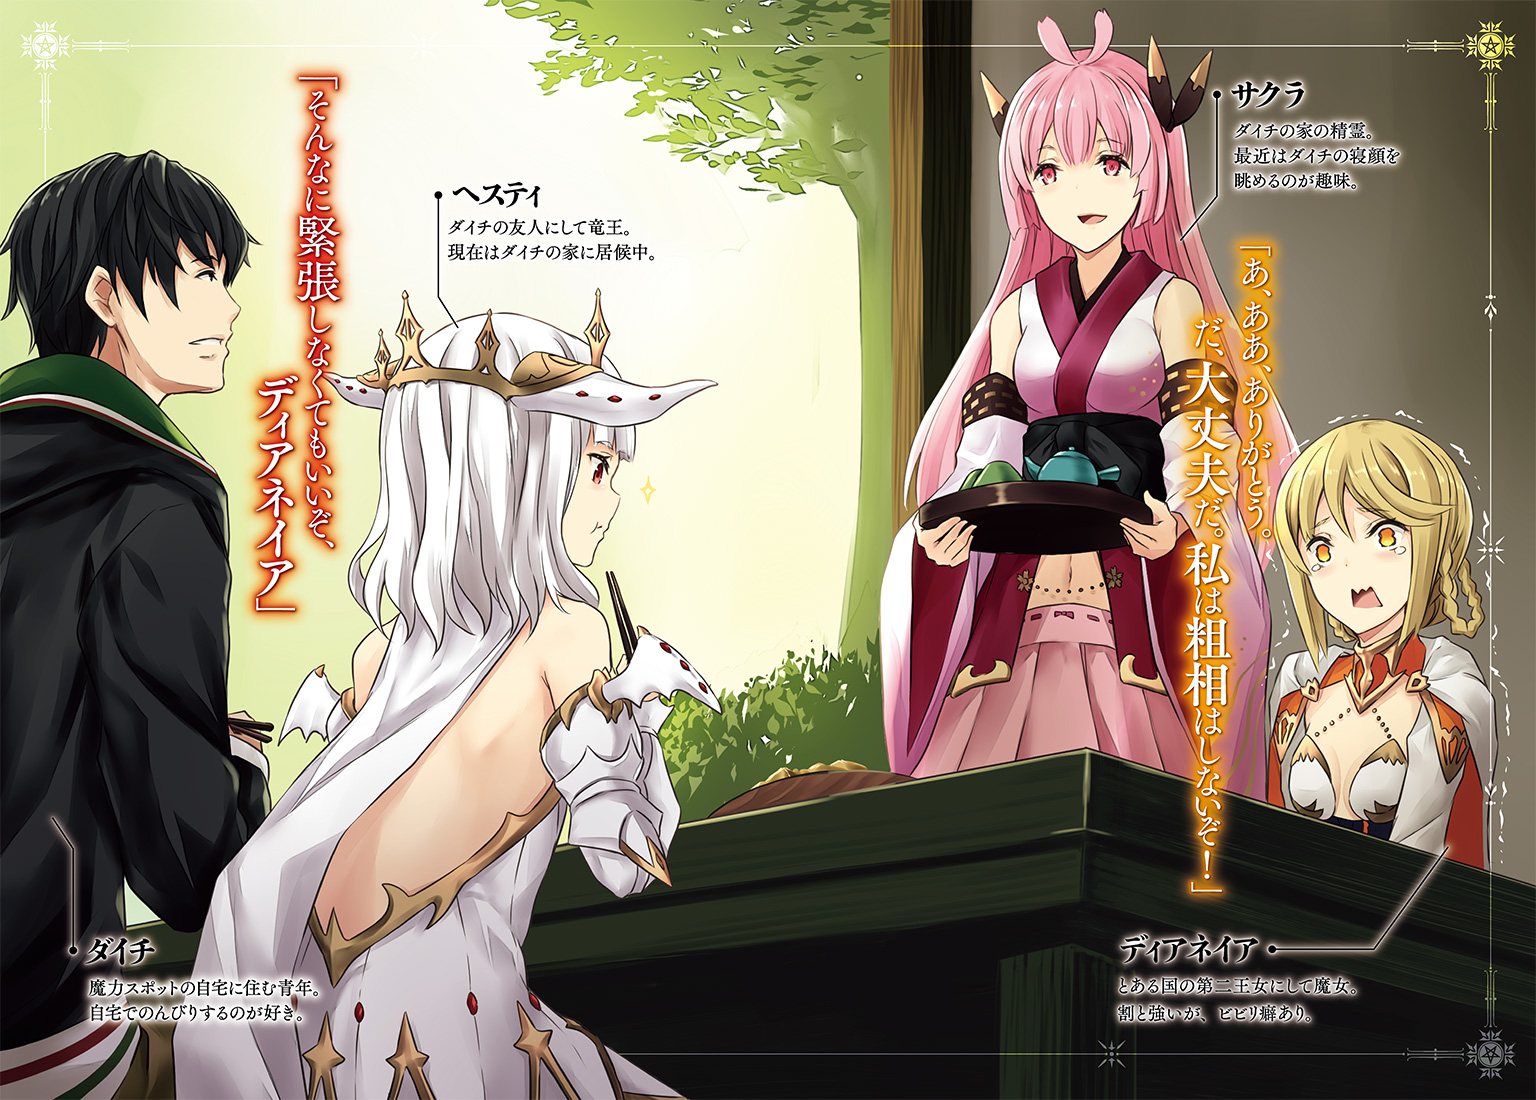 サクラ
ダイチの家の精霊。
最近はダイチの寝顔を
眺めるのが趣味。
「あ、ああ、ありがとう。
だ、大丈夫だ。私は粗相はしないぞ！」
ヘスティ
ダイチの友人にして竜王。
現在はダイチの家に居候中。
「そんなに緊張しなくてもいいぞ、
ディアネイア」
ディアネイア
とある国の第二王女にして魔女。
割と強いが、ビビリ癖あり。
ダイチ
魔力スポットの自宅に住む青年。
自宅でのんびりするのが好き。